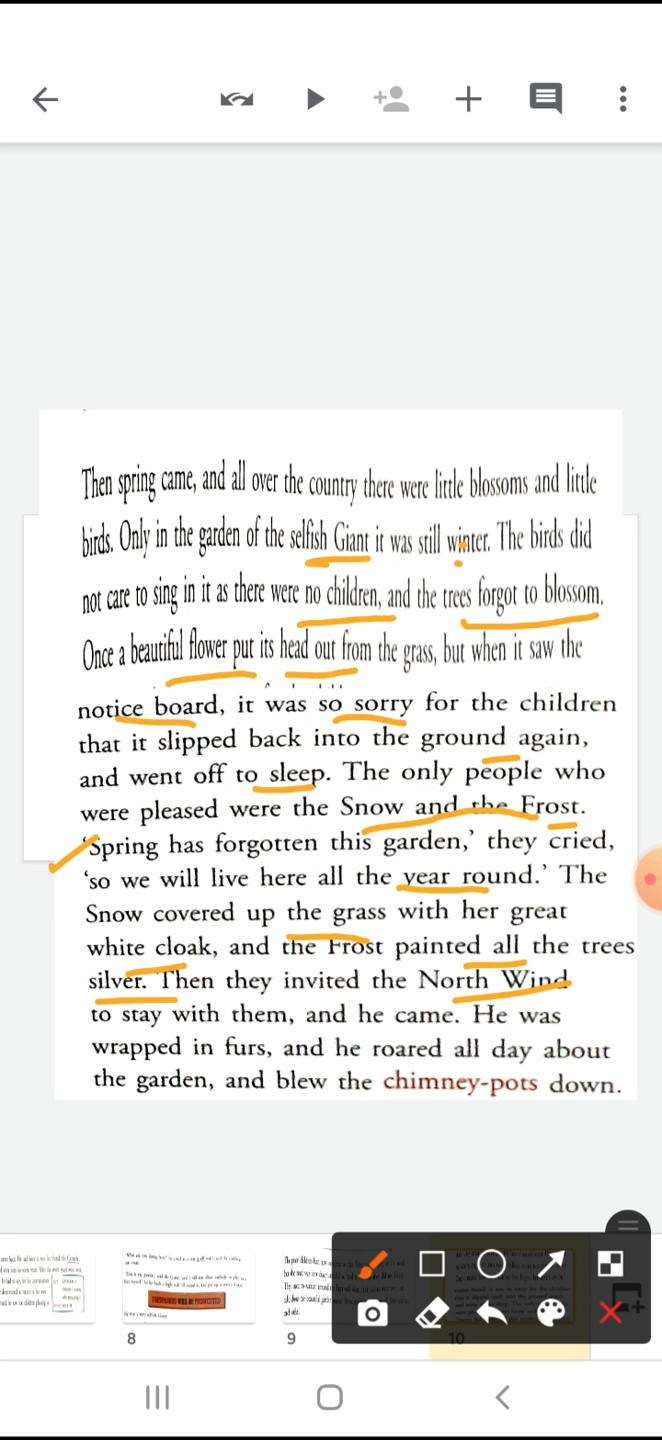 Then spring came, and all over the country there were little blossoms and little
birds. Only in the garden of the selfish Giant it was still winter. The birds did
not care to sing in it as there were no children, and the trees forgot to blossom.
Once a beautiful flower put its head out from the grass, but when it saw the
notice board, it was so sorry for the children
that it slipped back into the ground again,
and went off to sleep. The only people who
were pleased were the Snow and the Frost.
‘Spring has forgotten this garden,’ they cried,
‘so we will live here all the year round.’ The
Snow covered up the grass with her great
white cloak, and the Frost painted all the trees
silver. Then they invited the North Wind
to stay with them, and he came. He was
wrapped in furs, and he roared all day about
the garden, and blew the chimney-pots down.
8
9
10